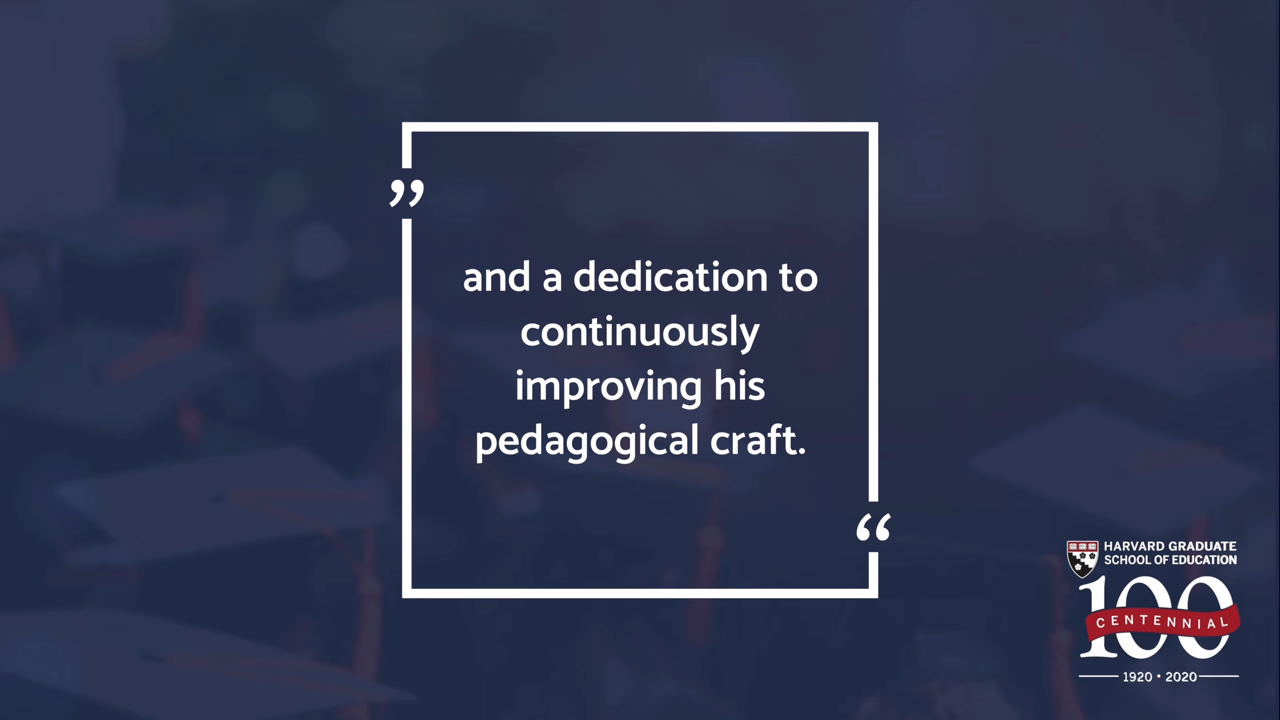 ”
and a dedication to
continuously
improving his
pedagogical craft.
“
HARVARD GRADUATE
SCHOOL OF EDUCATION
100
CENTENNIAL
1920 • 2020